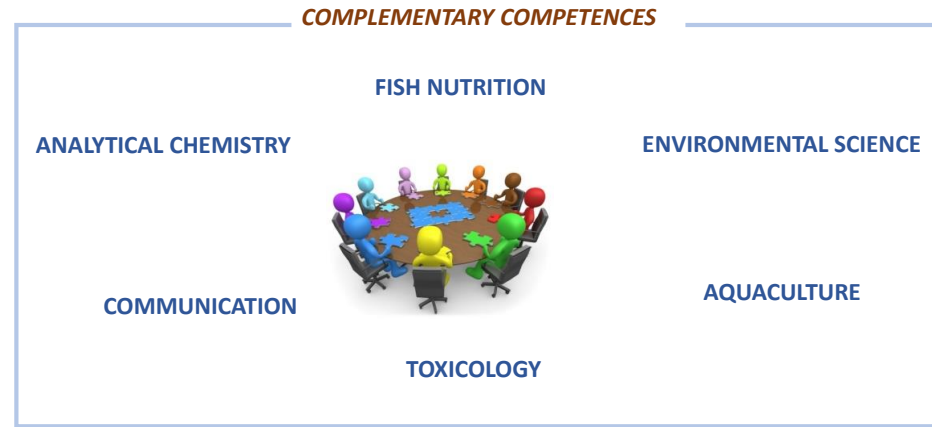 COMPLEMENTARY COMPETENCES
FISH NUTRITION
ANALYTICAL CHEMISTRY
ENVIRONMENTAL SCIENCE
COMMUNICATION
AQUACULTURE
TOXICOLOGY